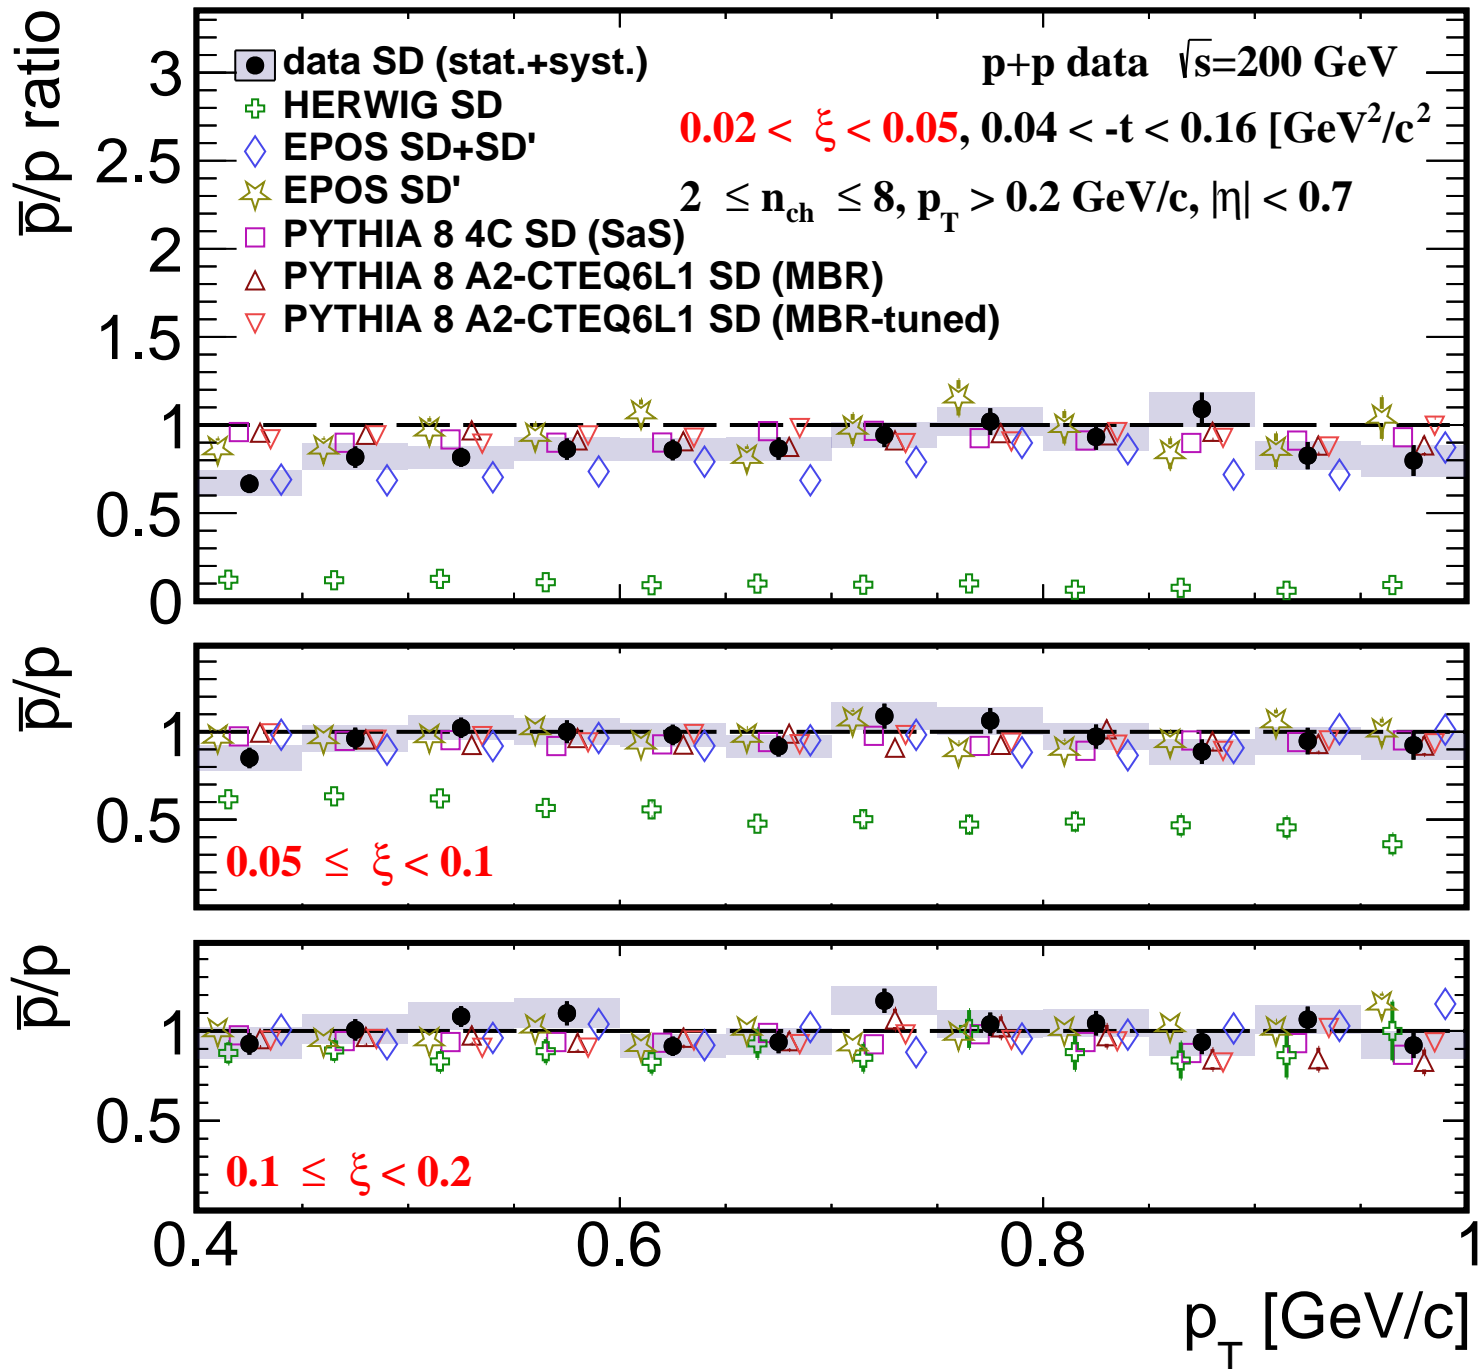 p̅/p ratio
3
2.5
2
1.5
1
0.5
0
data SD (stat.+syst.)
HERWIG SD
EPOS SD+SD'
EPOS SD'
PYTHIA 8 4C SD (SaS)
PYTHIA 8 A2-CTEQ6L1 SD (MBR)
PYTHIA 8 A2-CTEQ6L1 SD (MBR-tuned)
p+p data √s=200 GeV
0.02 < ξ < 0.05, 0.04 < -t < 0.16 [GeV²/c²
2 ≤ n_ch ≤ 8, p_T > 0.2 GeV/c, |η| < 0.7
p̅/p
1
0.5
0.05 ≤ ξ < 0.1
p̅/p
1
0.5
0.1 ≤ ξ < 0.2
0.4 0.6 0.8 1
p_T [GeV/c]